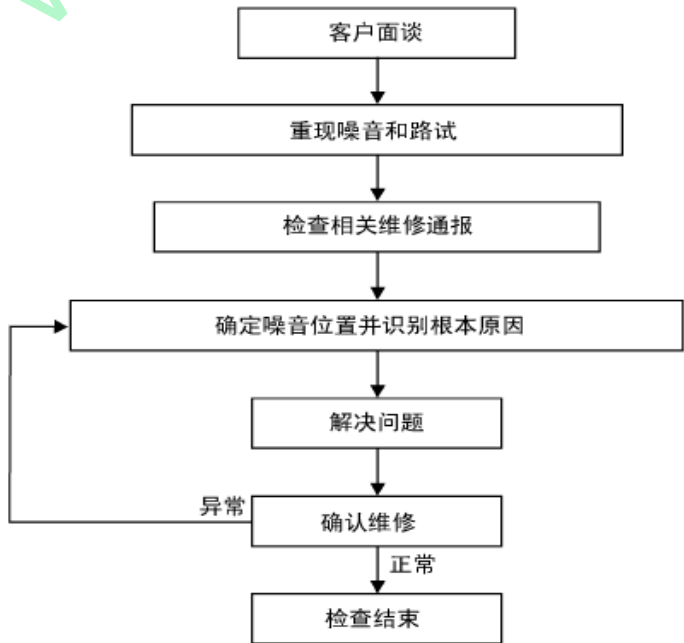 客户面谈
重现噪音和路试
检查相关维修通报
确定噪音位置并识别根本原因
解决问题
异常
确认维修
正常
检查结束